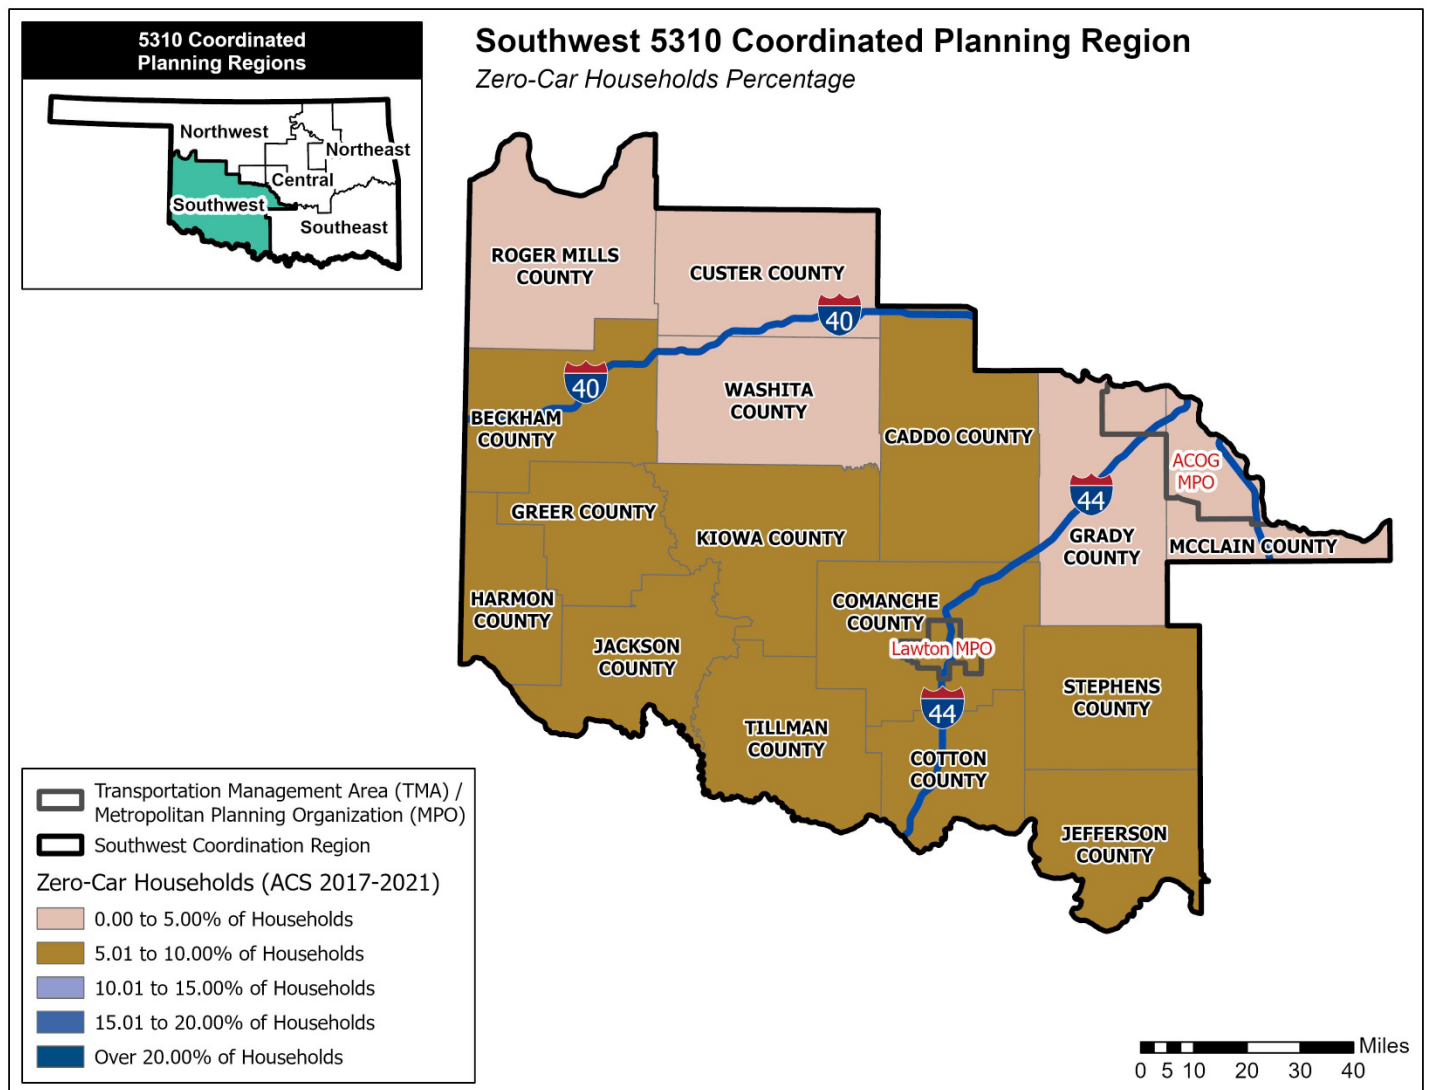 5310 Coordinated
Planning Regions
Northwest
Northeast
Central
Southwest
Southeast
Southwest 5310 Coordinated Planning Region
Zero-Car Households Percentage
ROGER MILLS
COUNTY
CUSTER COUNTY
40
40
WASHITA
COUNTY
BECKHAM
COUNTY
CADDO COUNTY
ACOG
MPO
44
GREER COUNTY
KIOWA COUNTY
GRADY
COUNTY
MCCLAIN COUNTY
HARMON
COUNTY
COMANCHE
COUNTY
JACKSON
COUNTY
Lawton MPO
STEPHENS
COUNTY
44
TILLMAN
COUNTY
COTTON
COUNTY
JEFFERSON
COUNTY
Transportation Management Area (TMA) /
Metropolitan Planning Organization (MPO)
Southwest Coordination Region
Zero-Car Households (ACS 2017-2021)
0.00 to 5.00% of Households
5.01 to 10.00% of Households
10.01 to 15.00% of Households
15.01 to 20.00% of Households
Over 20.00% of Households
Miles
0 5 10 20 30 40